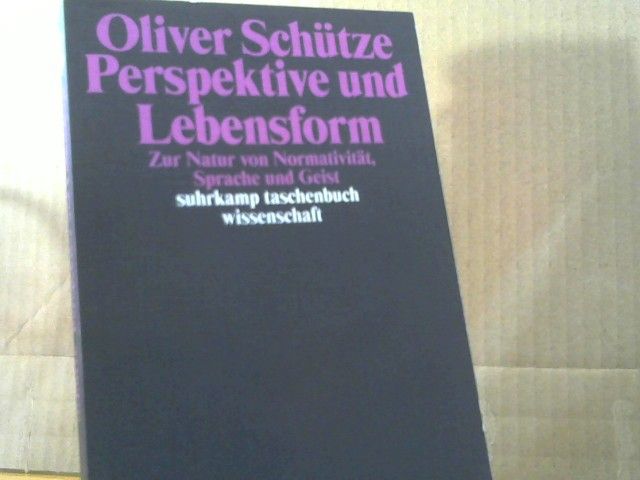 Oliver Schütze
Perspektive und
Lebensform
Zur Natur von Normativität,
Sprache und Geist
suhrkamp taschenbuch
wissenschaft